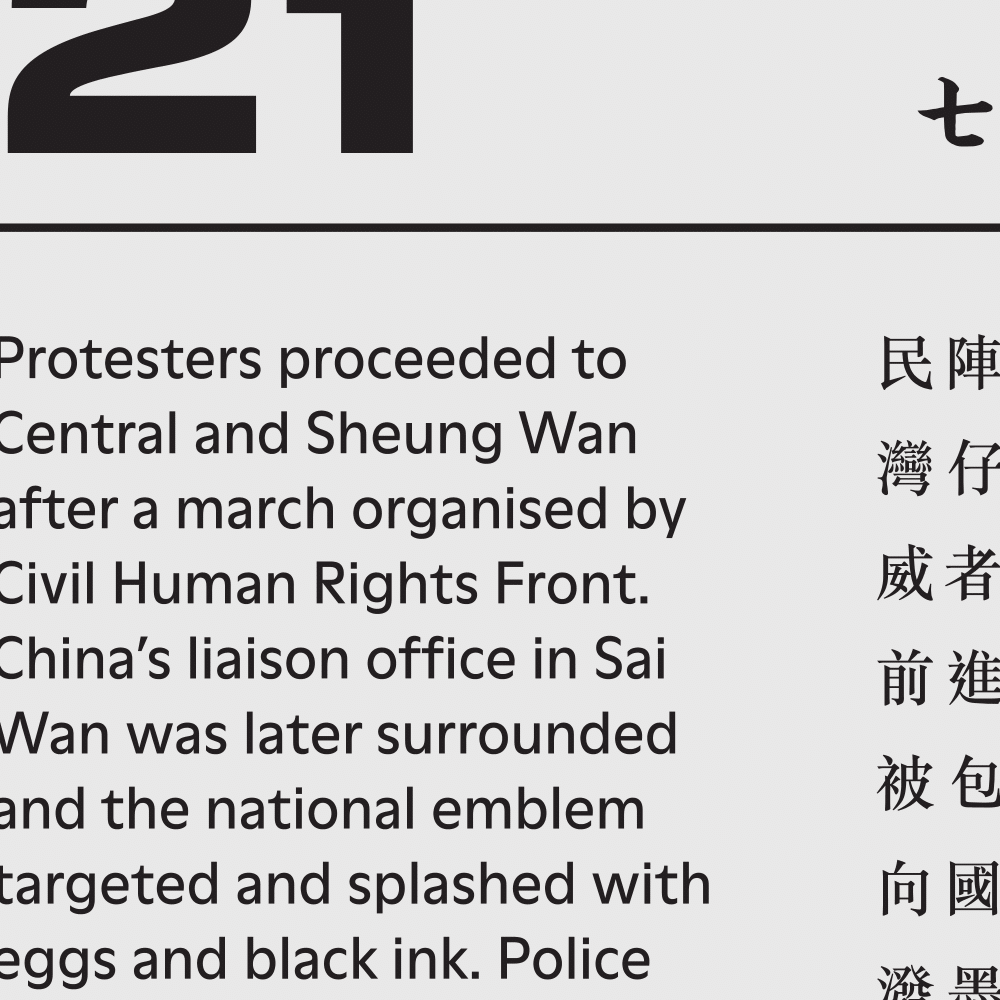 21
七
Protesters proceeded to
Central and Sheung Wan
after a march organised by
Civil Human Rights Front.
China’s liaison office in Sai
Wan was later surrounded
and the national emblem
targeted and splashed with
eggs and black ink. Police
民陣
灣仔
威者
前進
被包
向國
潑墨